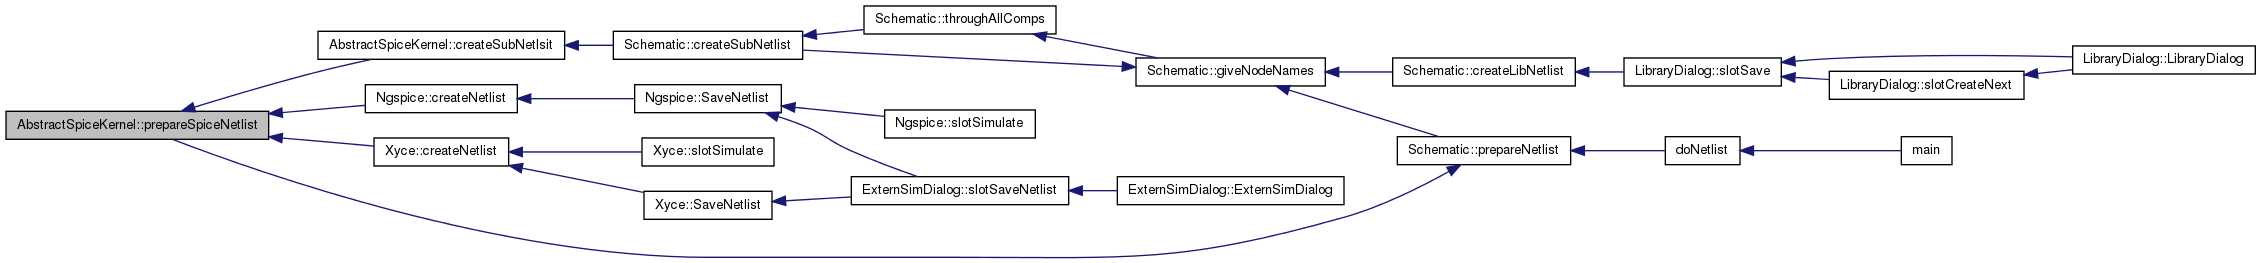 AbstractSpiceKernel::prepareSpiceNetlist
AbstractSpiceKernel::createSubNetlsit
Ngspice::createNetlist
Xyce::createNetlist
Schematic::createSubNetlist
Ngspice::SaveNetlist
Xyce::slotSimulate
Xyce::SaveNetlist
Schematic::throughAllComps
Ngspice::slotSimulate
ExternSimDialog::slotSaveNetlist
Schematic::giveNodeNames
ExternSimDialog::ExternSimDialog
Schematic::createLibNetlist
Schematic::prepareNetlist
LibraryDialog::slotSave
doNetlist
LibraryDialog::slotCreateNext
main
LibraryDialog::LibraryDialog